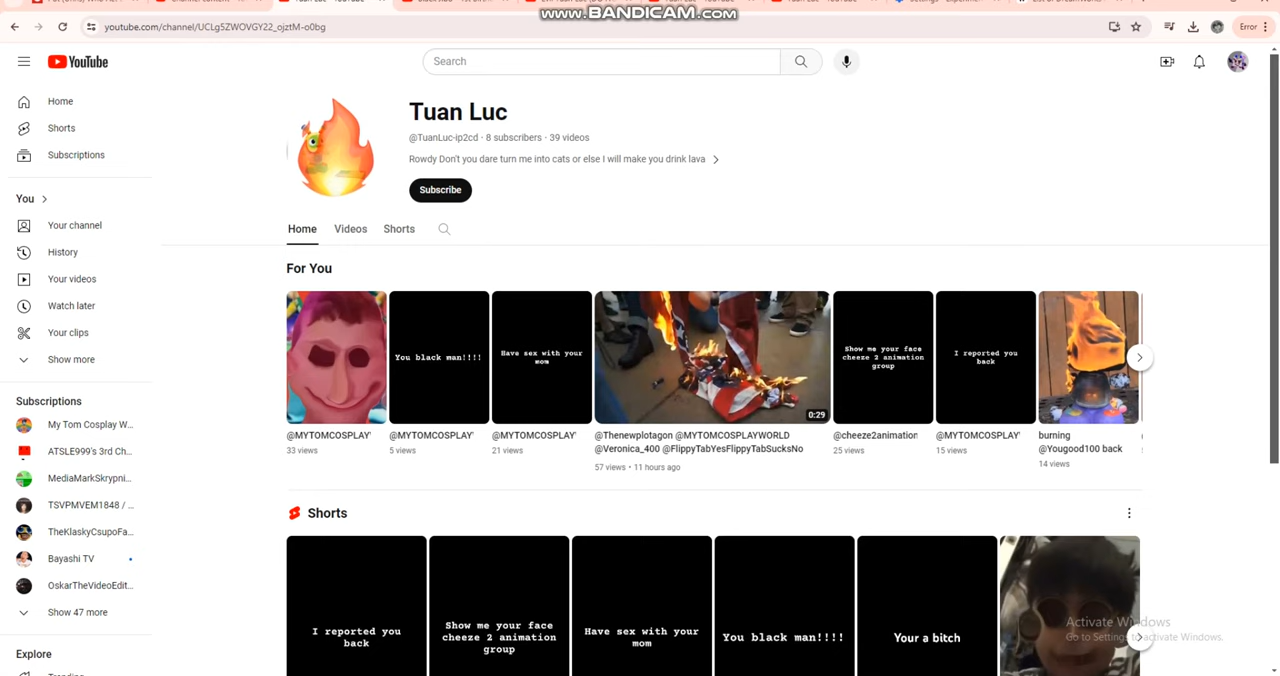 www.BANDICAM.com
youtube.com/channel/UCLg5ZWOVGY22_ojztM-o0bg
Error
YouTube
Search
Home
Shorts
Subscriptions
You
Your channel
History
Your videos
Watch later
Your clips
Show more
Subscriptions
My Tom Cosplay W...
ATSLE999's 3rd Ch...
MediaMarkSkrypni...
TSVPMVEM1848 / ...
TheKlaskyCsupoFa...
Bayashi TV
OskarTheVideoEdit...
Show 47 more
Explore
Tuan Luc
@TuanLuc-ip2cd · 8 subscribers · 39 videos
Rowdy Don't you dare turn me into cats or else I will make you drink lava
Subscribe
Home Videos Shorts
For You
You black man!!!!
Have sex with your
mom
0:29
Show me your face
cheeze 2 animation
group
I reported you
back
@MYTOMCOSPLAY
33 views
@MYTOMCOSPLAY
5 views
@MYTOMCOSPLAY
21 views
@Thenewplotagon @MYTOMCOSPLAYWORLD
@Veronica_400 @FlippyTabYesFlippyTabSucksNo
57 views · 11 hours ago
@cheeze2animation
25 views
@MYTOMCOSPLAY
15 views
burning
@Yougood100 back
14 views
Shorts
I reported you
back
Show me your face
cheeze 2 animation
group
Have sex with your
mom
You black man!!!!
Your a bitch
Activate Windows
Go to Settings to activate Windows.